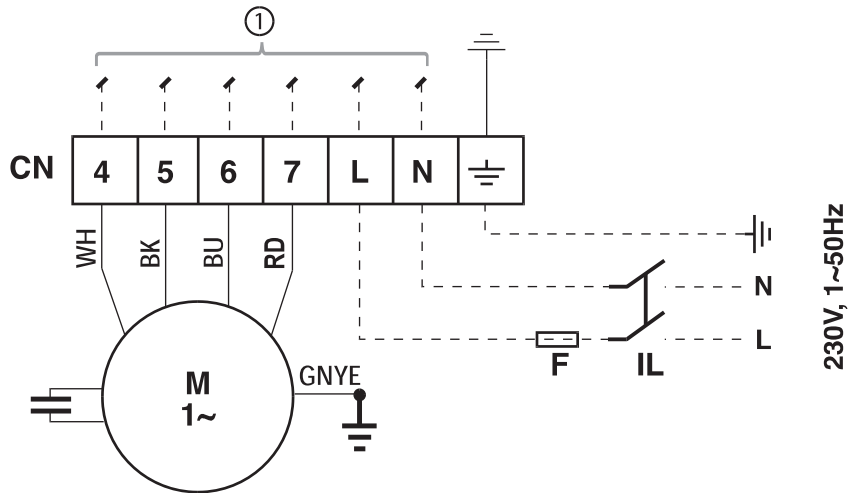 ①
CN 4 5 6 7 L N
WH BK BU RD
N
L
F IL
230V, 1~50Hz
M
1~
GNYE